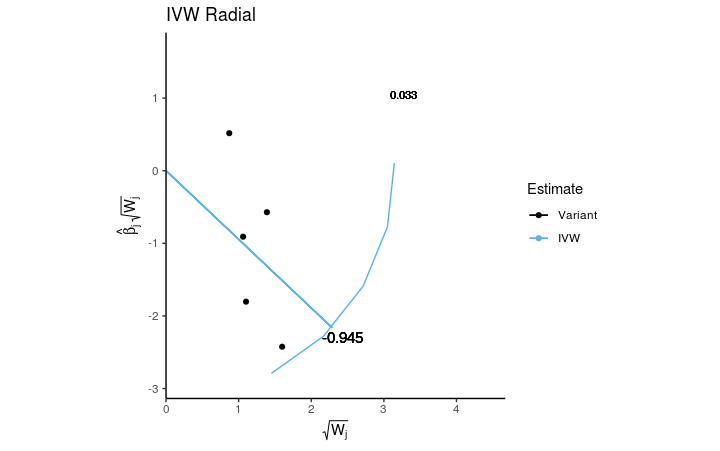 IVW Radial
1
0
-1
-2
-3
0.033
-0.945
0 1 2 3 4
β̂j√Wj
√Wj
Estimate
Variant
IVW